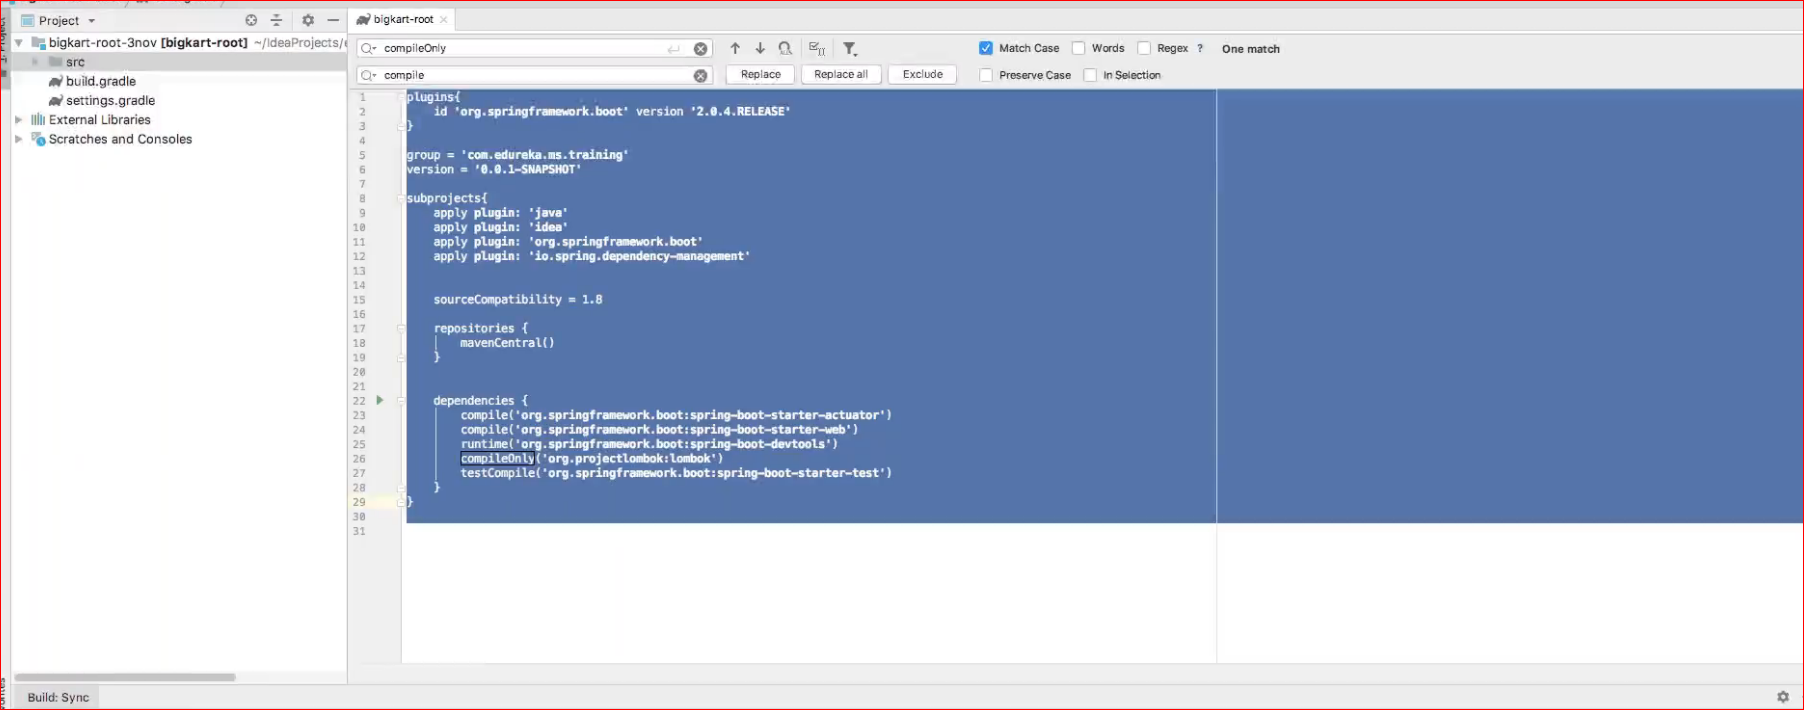 Project
bigkart-root
bigkart-root-3nov [bigkart-root] ~/IdeaProjects/
src
build.gradle
settings.gradle
External Libraries
Scratches and Consoles
compileOnly
Match Case Words Regex ? One match
compile
Replace Replace all Exclude Preserve Case In Selection
1 plugins{
2 id 'org.springframework.boot' version '2.0.4.RELEASE'
3 }
4
5 group = 'com.edureka.ms.training'
6 version = '0.0.1-SNAPSHOT'
7
8 subprojects{
9 apply plugin: 'java'
10 apply plugin: 'idea'
11 apply plugin: 'org.springframework.boot'
12 apply plugin: 'io.spring.dependency-management'
13
14
15 sourceCompatibility = 1.8
16
17 repositories {
18 mavenCentral()
19 }
20
21
22 dependencies {
23 compile('org.springframework.boot:spring-boot-starter-actuator')
24 compile('org.springframework.boot:spring-boot-starter-web')
25 runtime('org.springframework.boot:spring-boot-devtools')
26 compileOnly('org.projectlombok:lombok')
27 testCompile('org.springframework.boot:spring-boot-starter-test')
28 }
29 }
30
31
Build: Sync